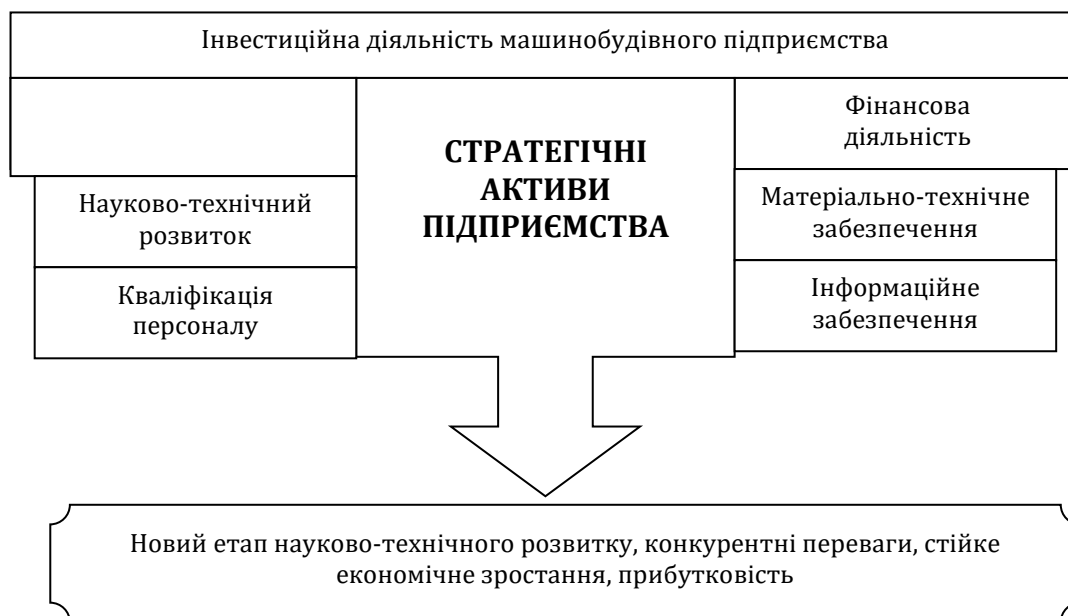 Інвестиційна діяльність машинобудівного підприємства
СТРАТЕГІЧНІ
АКТИВИ
ПІДПРИЄМСТВА
Фінансова
діяльність
Науково-технічний
розвиток
Матеріально-технічне
забезпечення
Кваліфікація
персоналу
Інформаційне
забезпечення
Новий етап науково-технічного розвитку, конкурентні переваги, стійке
економічне зростання, прибутковість